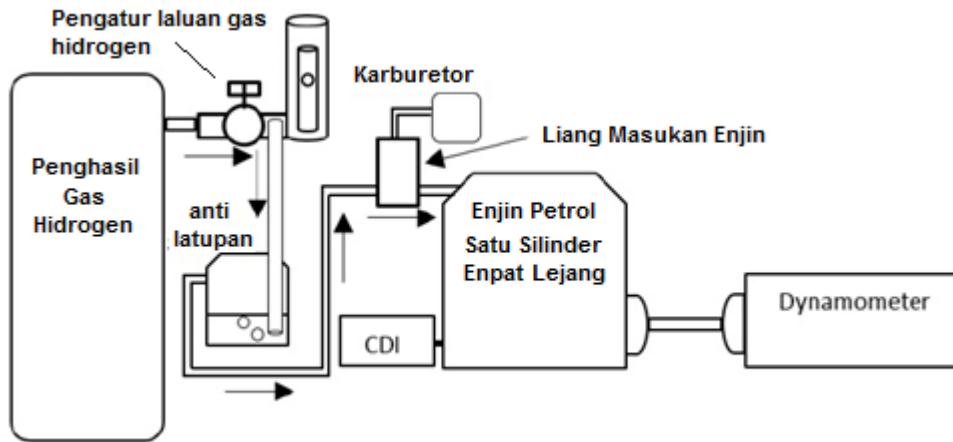 Pengatur laluan gas
hidrogen
Karburetor
Liang Masukan Enjin
Penghasil
Gas
Hidrogen
anti
latupan
Enjin Petrol
Satu Silinder
Enpat Lejang
CDI
Dynamometer